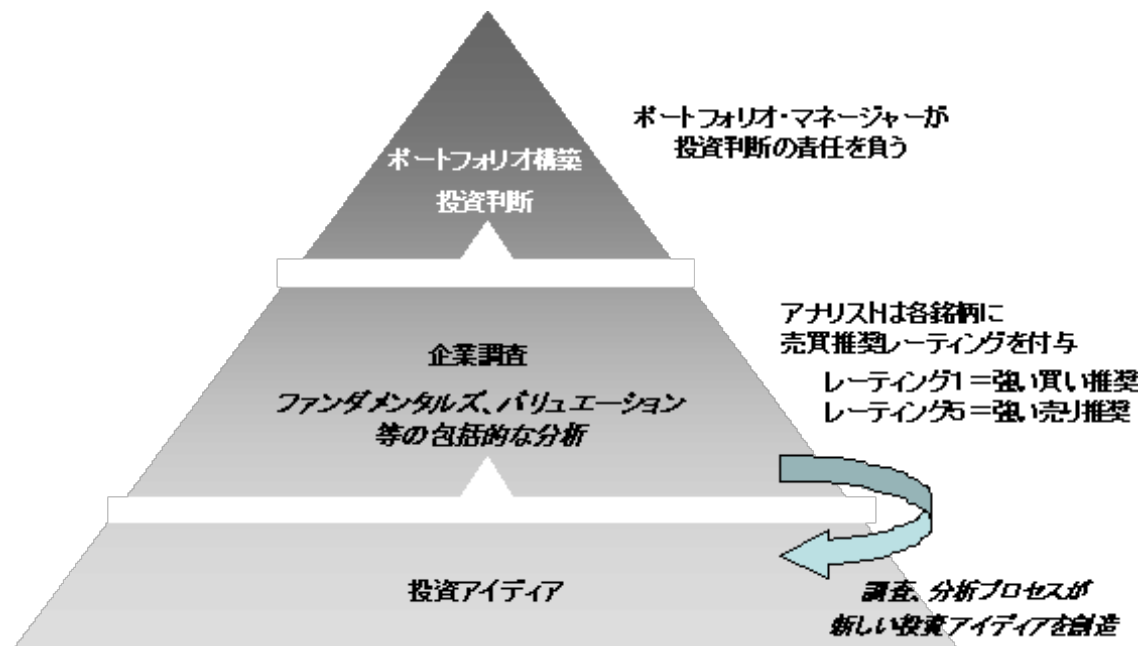 ポートフォリオ・マネージャーが
投資判断の責任を負う
ポートフォリオ構築
投資判断
アナリストは各銘柄に
売買推奨レーティングを付与
レーティング1=強い買い推奨
レーティング5=強い売り推奨
企業調査
ファンダメンタルズ、バリュエーション
等の包括的な分析
投資アイディア
調査、分析プロセスが
新しい投資アイディアを創造